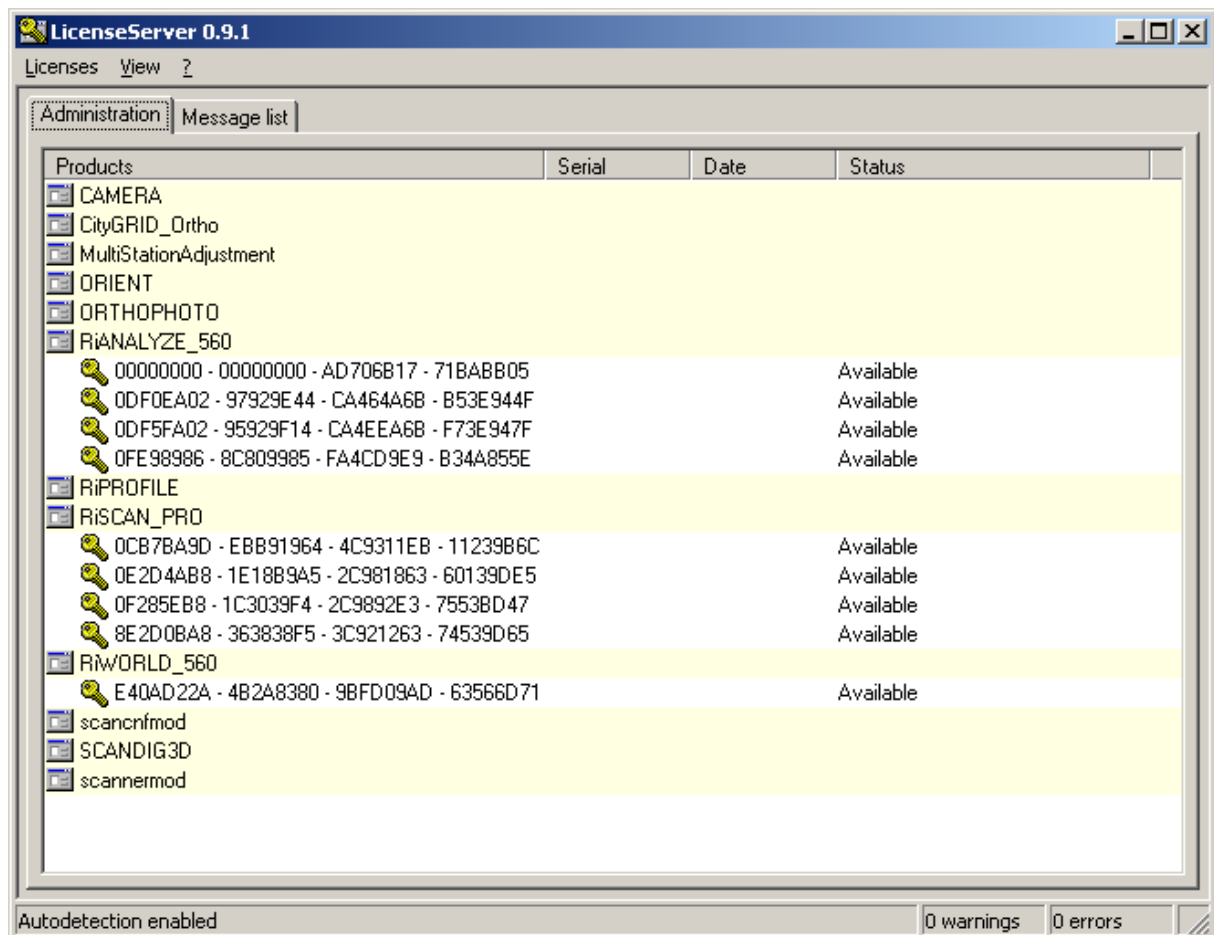 LicenseServer 0.9.1
Licenses View ?
Administration Message list
Products Serial Date Status
CAMERA
CityGRID_Ortho
MultiStationAdjustment
ORIENT
ORTHOPHOTO
RiANALYZE_560
00000000 - 00000000 - AD706B17 - 71BABB05 Available
0DF0EA02 - 97929E44 - CA464A6B - B53E944F Available
0DF5FA02 - 95929F14 - CA4EEA6B - F73E947F Available
0FE98986 - 8C809985 - FA4CD9E9 - B34A855E Available
RiPROFILE
RiSCAN_PRO
0CB7BA9D - EBB91964 - 4C9311EB - 11239B6C Available
0E2D4AB8 - 1E18B9A5 - 2C981863 - 60139DE5 Available
0F285EB8 - 1C3039F4 - 2C9892E3 - 7553BD47 Available
8E2D0BA8 - 363838F5 - 3C921263 - 74539D65 Available
RiWORLD_560
E40AD22A - 4B2A8380 - 9BFD09AD - 63566D71 Available
scancnfmod
SCANDIG3D
scannermod
Autodetection enabled 0 warnings 0 errors